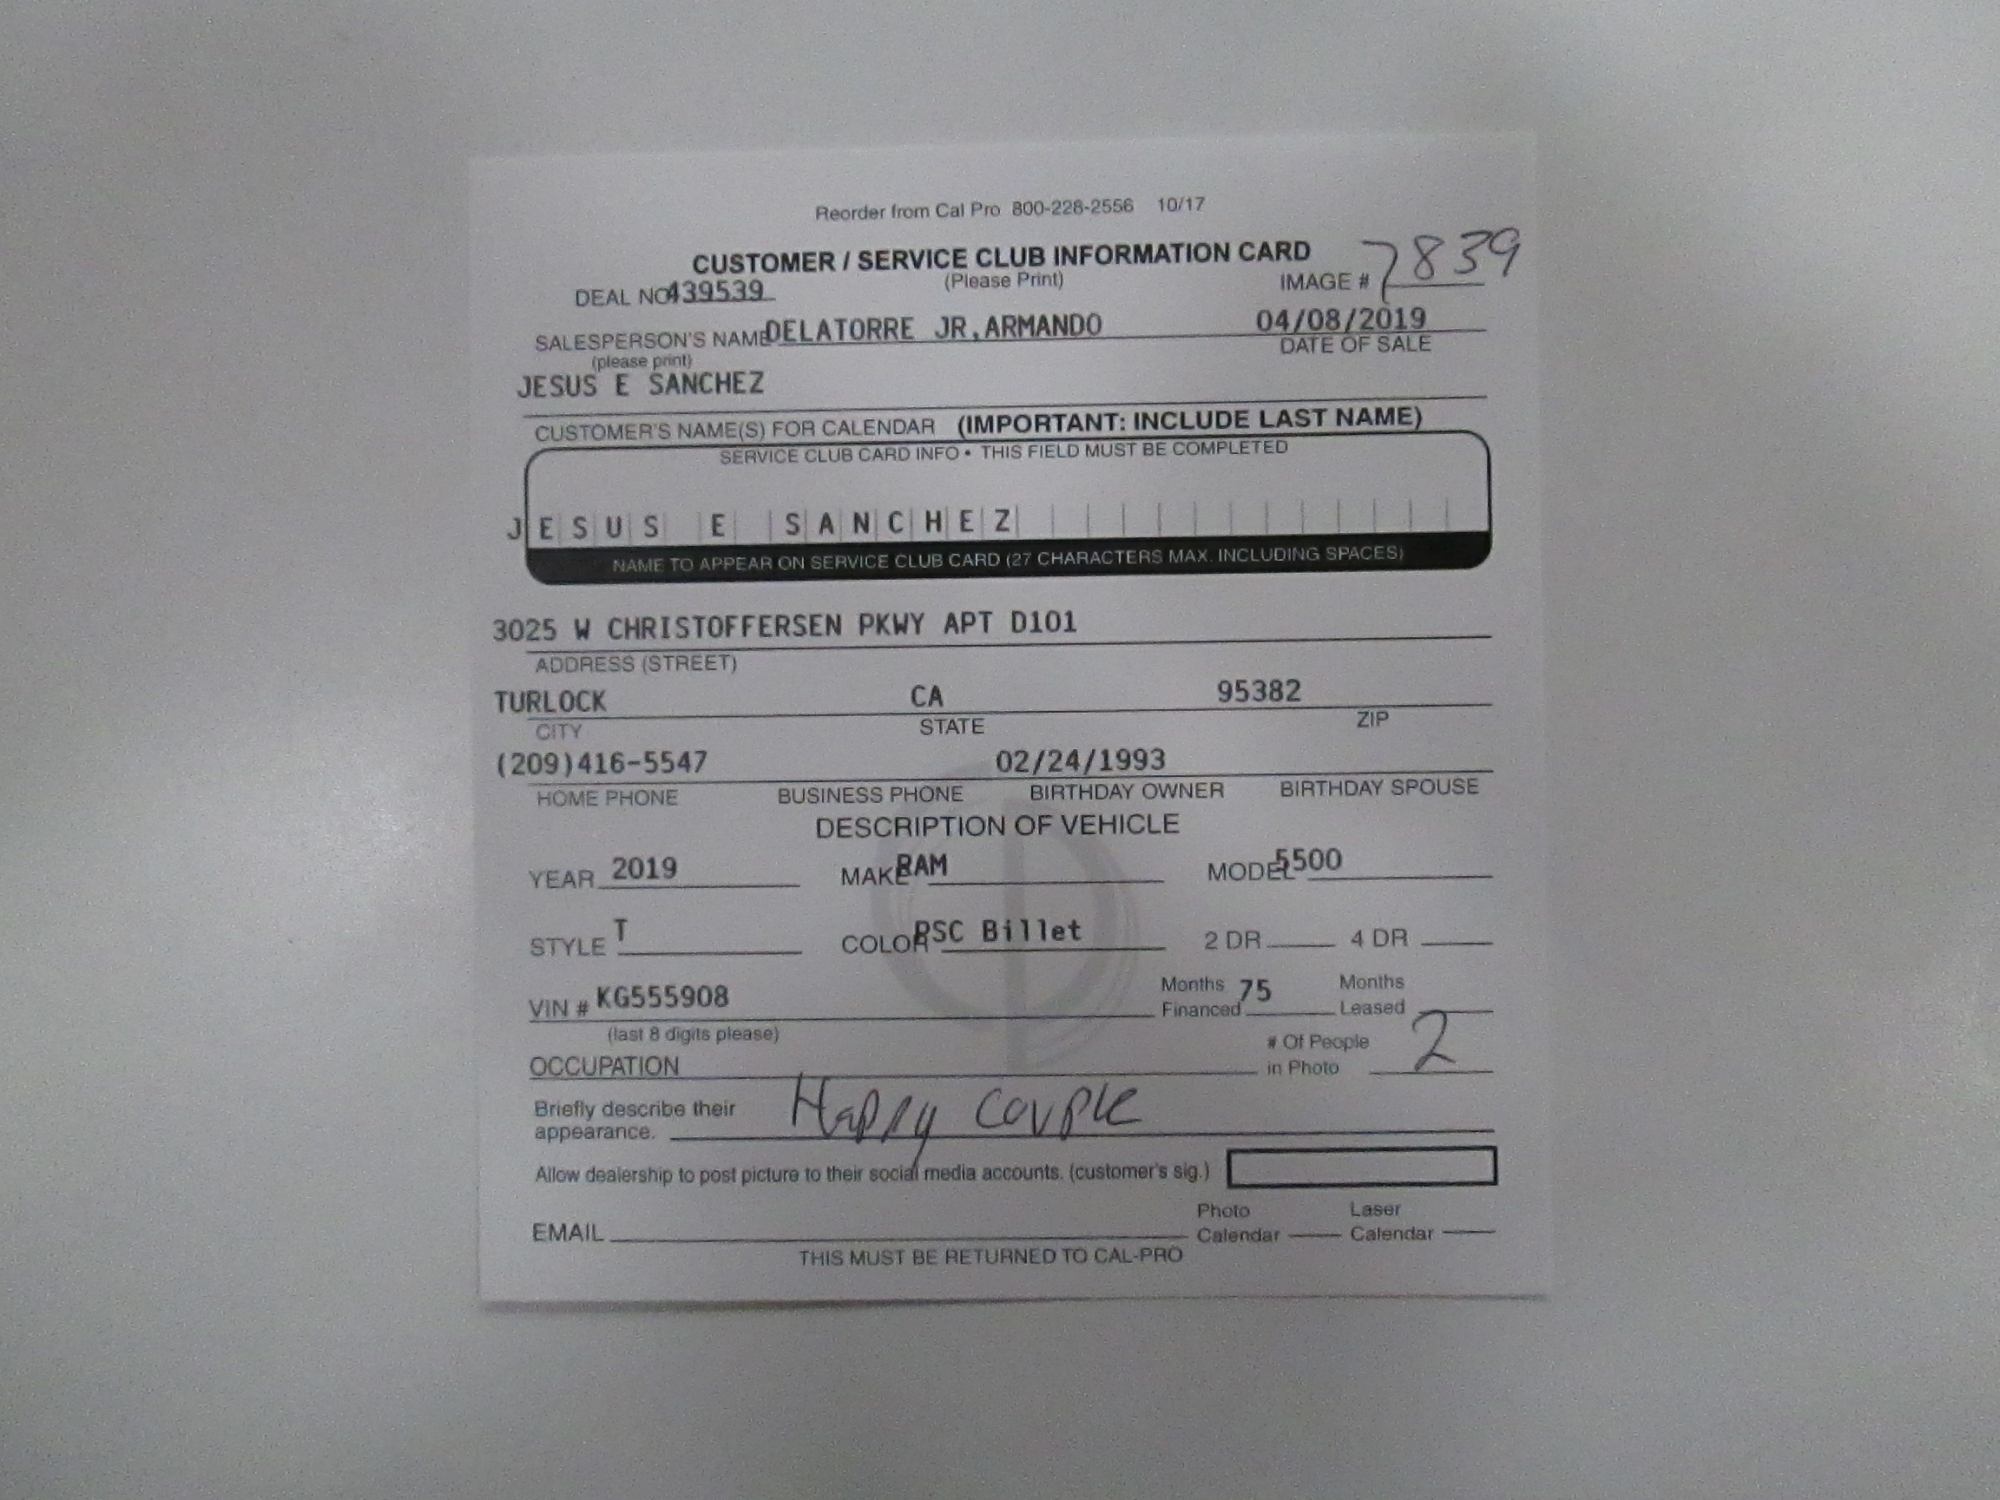 Reorder from Cal Pro 800-228-2556 10/17
CUSTOMER / SERVICE CLUB INFORMATION CARD
(Please Print)
IMAGE # 7839
DEAL NO 439539
SALESPERSON'S NAME DELATORRE JR,ARMANDO 04/08/2019
(please print) DATE OF SALE
JESUS E SANCHEZ
CUSTOMER'S NAME(S) FOR CALENDAR (IMPORTANT: INCLUDE LAST NAME)
SERVICE CLUB CARD INFO • THIS FIELD MUST BE COMPLETED
JESUS E SANCHEZ
NAME TO APPEAR ON SERVICE CLUB CARD (27 CHARACTERS MAX. INCLUDING SPACES)
3025 W CHRISTOFFERSEN PKWY APT D101
ADDRESS (STREET)
TURLOCK CA 95382
CITY STATE ZIP
(209)416-5547 02/24/1993
HOME PHONE BUSINESS PHONE BIRTHDAY OWNER BIRTHDAY SPOUSE
DESCRIPTION OF VEHICLE
YEAR 2019 MAKE RAM MODEL 5500
STYLE T COLOR PSC Billet 2 DR 4 DR
VIN # KG555908 Months Financed 75 Months Leased
(last 8 digits please)
OCCUPATION # Of People in Photo 2
Briefly describe their appearance. Happy couple
Allow dealership to post picture to their social media accounts. (customer's sig.)
EMAIL Photo Calendar Laser Calendar
THIS MUST BE RETURNED TO CAL-PRO